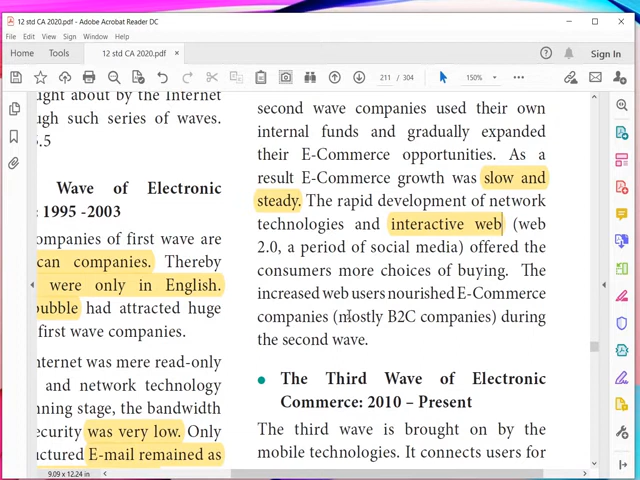 12 std CA 2020.pdf - Adobe Acrobat Reader DC
File Edit View Sign Window Help
Home Tools 12 std CA 2020.pdf × Sign In
211 / 304 150%
ught about by the Internet
ugh such series of waves.
5.5
Wave of Electronic
: 1995 -2003
ompanies of first wave are
can companies. Thereby
were only in English.
bubble had attracted huge
first wave companies.
nternet was mere read-only
and network technology
nning stage, the bandwidth
ecurity was very low. Only
uctured E-mail remained as
second wave companies used their own
internal funds and gradually expanded
their E-Commerce opportunities. As a
result E-Commerce growth was slow and
steady. The rapid development of network
technologies and interactive web (web
2.0, a period of social media) offered the
consumers more choices of buying. The
increased web users nourished E-Commerce
companies (mostly B2C companies) during
the second wave.
• The Third Wave of Electronic
Commerce: 2010 – Present
The third wave is brought on by the
mobile technologies. It connects users for
9.09 x 12.24 in